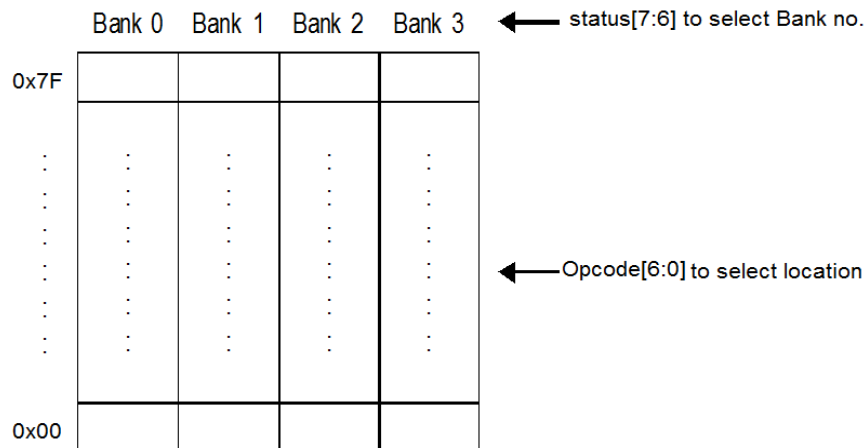 Bank 0 Bank 1 Bank 2 Bank 3 status[7:6] to select Bank no.
0x7F
Opcode[6:0] to select location
0x00